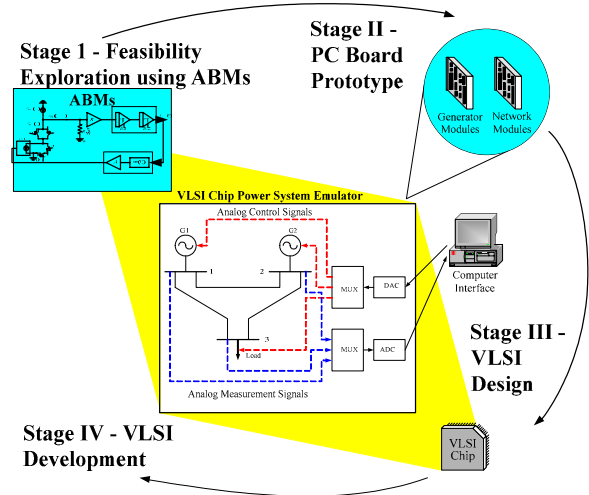 Stage 1 - Feasibility
Exploration using ABMs
ABMs
Stage II -
PC Board
Prototype
Generator
Modules
Network
Modules
VLSI Chip Power System Emulator
Analog Control Signals
G1
G2
1
2
3
Load
MUX
DAC
MUX
ADC
Analog Measurement Signals
Computer
Interface
Stage III -
VLSI
Design
VLSI
Chip
Stage IV - VLSI
Development